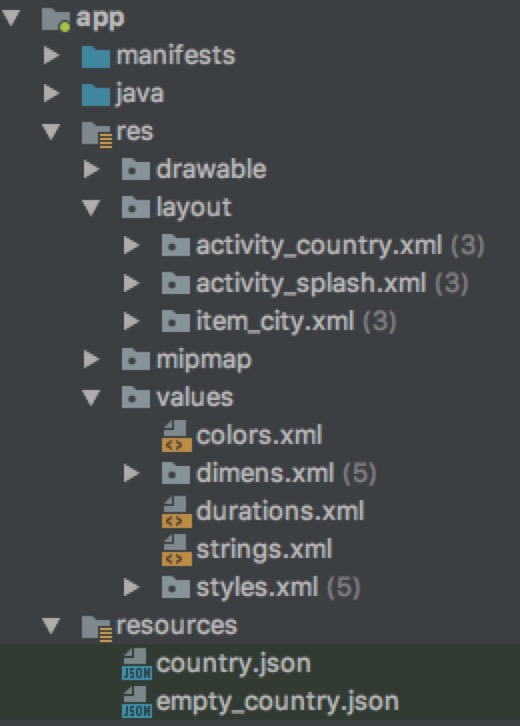 app
manifests
java
res
drawable
layout
activity_country.xml (3)
activity_splash.xml (3)
item_city.xml (3)
mipmap
values
colors.xml
dimens.xml (5)
durations.xml
strings.xml
styles.xml (5)
resources
JSON country.json
JSON empty_country.json